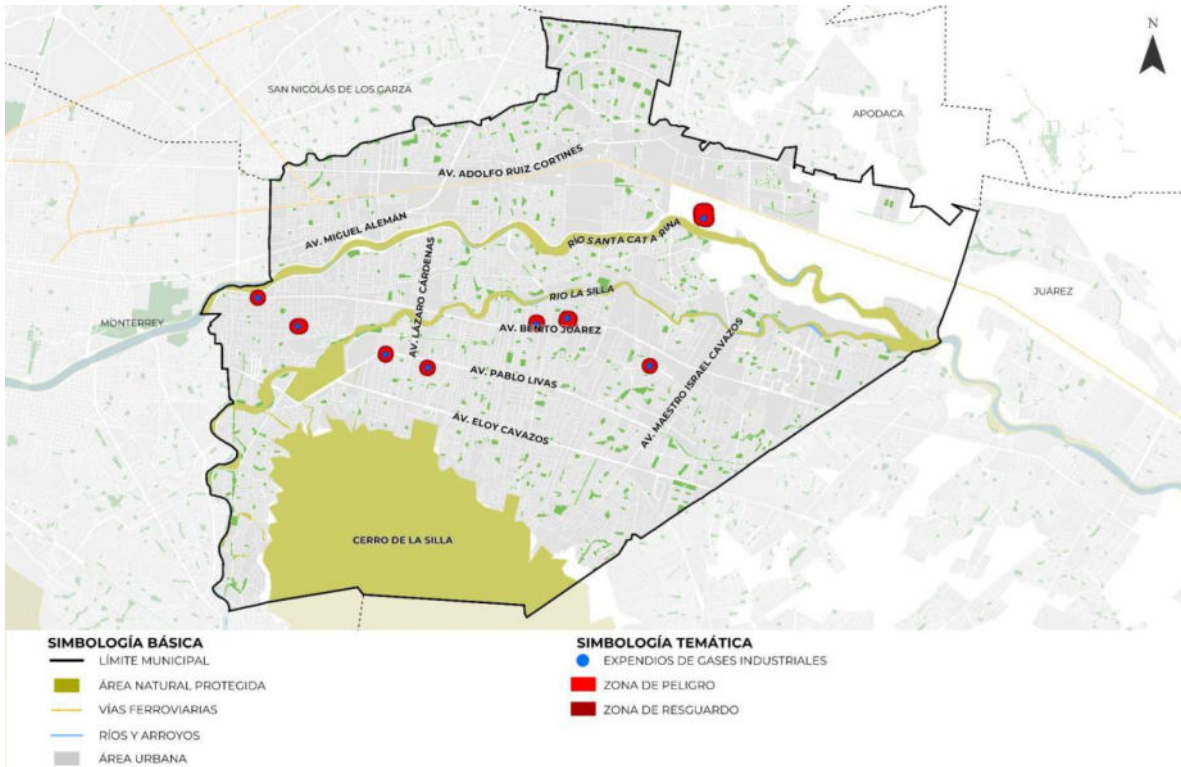 N
SAN NICOLÁS DE LOS GARZA
APODACA
AV. ADOLFO RUIZ CORTINES
AV. MIGUEL ALEMÁN
RÍO SANTA CATARINA
AV. LÁZARO CÁRDENAS
JUÁREZ
RIO LA SILLA
MONTERREY
AV. BENITO JUÁREZ
AV. MAESTRO ISRAEL CAVAZOS
AV. PABLO LIVAS
AV. ELOY CAVAZOS
CERRO DE LA SILLA
SIMBOLOGÍA BÁSICA
LÍMITE MUNICIPAL
ÁREA NATURAL PROTEGIDA
VÍAS FERROVIARIAS
RÍOS Y ARROYOS
ÁREA URBANA
SIMBOLOGÍA TEMÁTICA
EXPENDIOS DE GASES INDUSTRIALES
ZONA DE PELIGRO
ZONA DE RESGUARDO